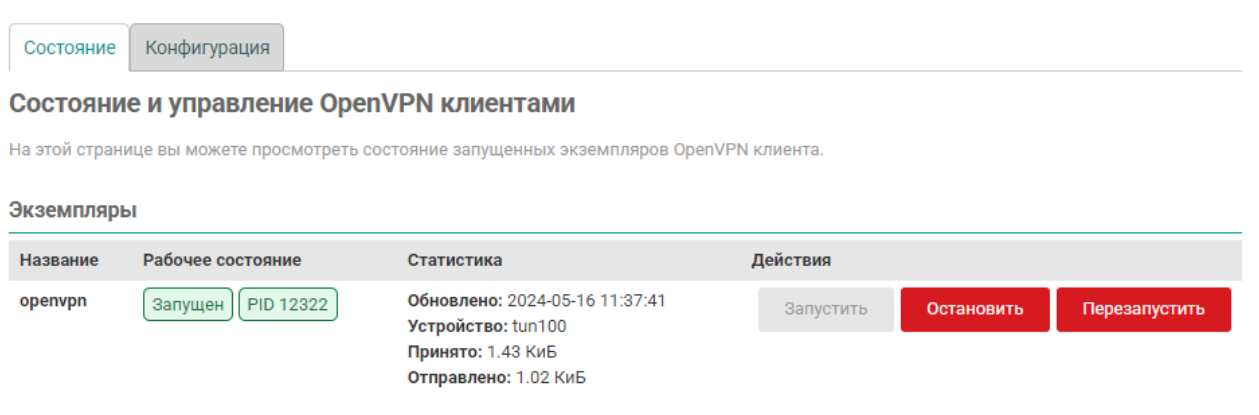 Состояние Конфигурация
Состояние и управление OpenVPN клиентами
На этой странице вы можете просмотреть состояние запущенных экземпляров OpenVPN клиента.
Экземпляры
Название Рабочее состояние Статистика Действия
openvpn Запущен PID 12322 Обновлено: 2024-05-16 11:37:41 Запустить Остановить Перезапустить
Устройство: tun100
Принято: 1.43 КиБ
Отправлено: 1.02 КиБ